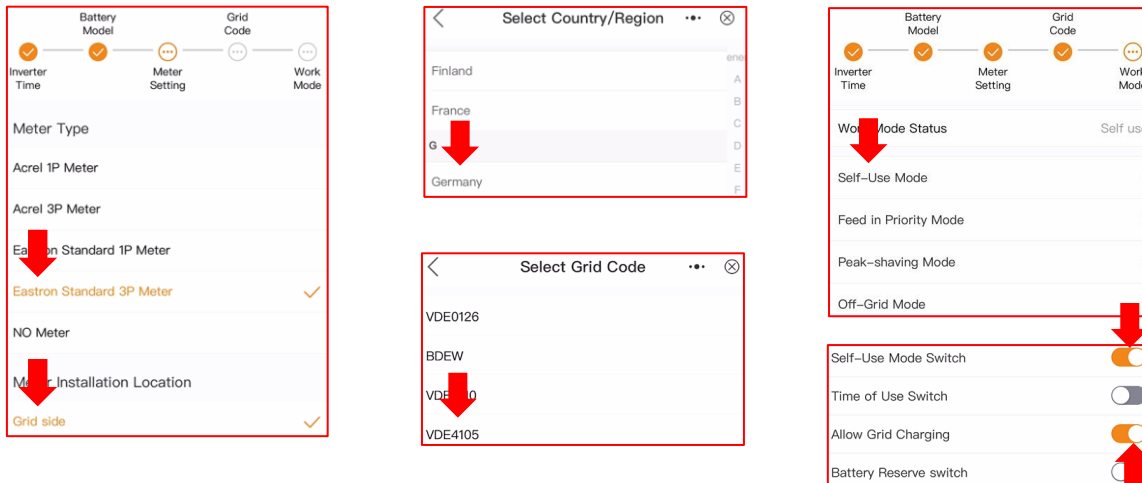 Battery
Model
Grid
Code
Inverter
Time
Meter
Setting
Work
Mode
Meter Type
Acrel 1P Meter
Acrel 3P Meter
Standard 1P Meter
Eastron Standard 3P Meter
NO Meter
Installation Location
Grid side
Select Country/Region
Finland
France
G
Germany
A
B
C
D
E
F
Select Grid Code
VDE0126
BDEW
VDE4105
Battery
Model
Grid
Code
Inverter
Time
Meter
Setting
Work
Mode
Mode Status
Self use
Self-Use Mode
Feed in Priority Mode
Peak-shaving Mode
Off-Grid Mode
Self-Use Mode Switch
Time of Use Switch
Allow Grid Charging
Battery Reserve switch